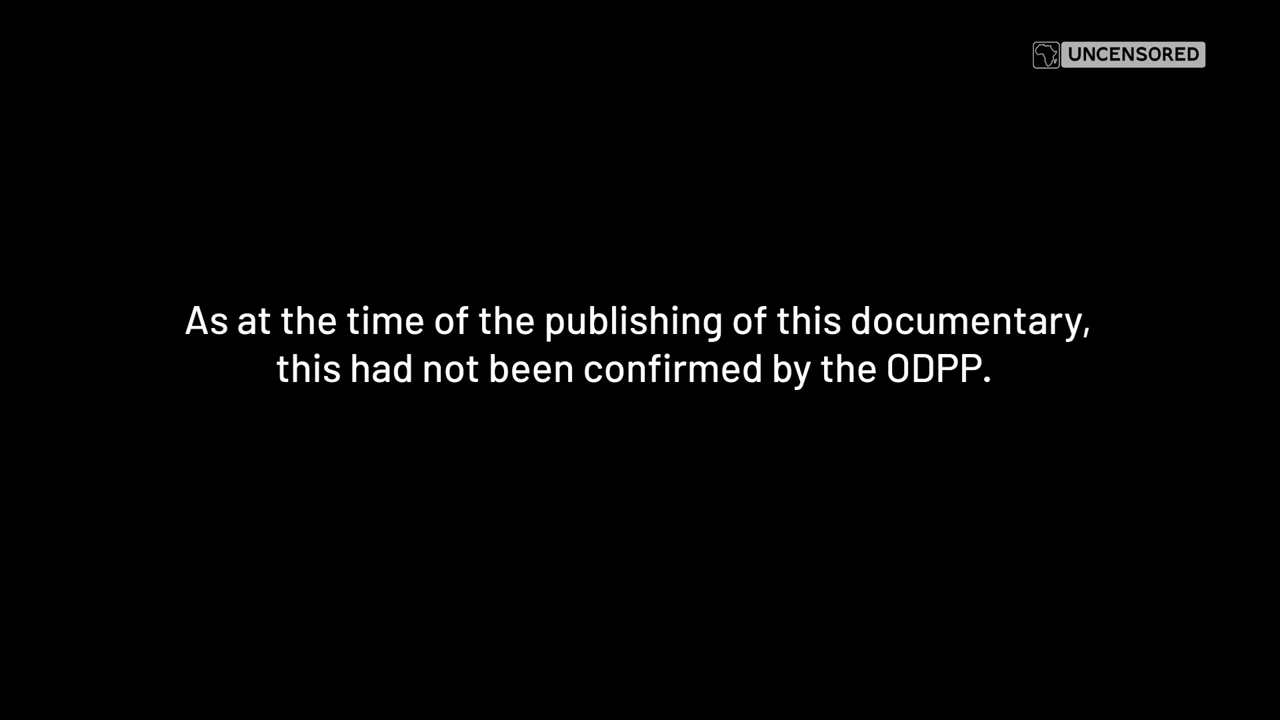 UNCENSORED
As at the time of the publishing of this documentary,
this had not been confirmed by the ODPP.